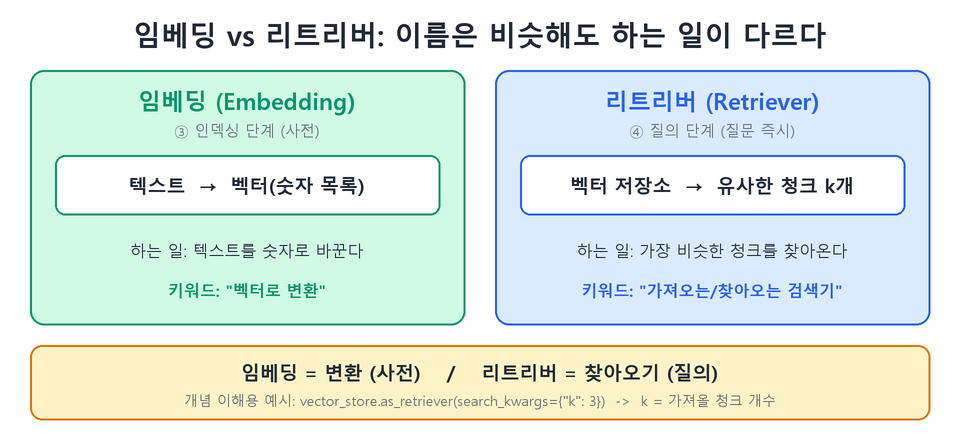 임베딩 vs 리트리버: 이름은 비슷해도 하는 일이 다르다
임베딩 (Embedding)
③ 인덱싱 단계 (사전)
텍스트 → 벡터(숫자 목록)
하는 일: 텍스트를 숫자로 바꾼다
키워드: "벡터로 변환"
리트리버 (Retriever)
④ 질의 단계 (질문 즉시)
벡터 저장소 → 유사한 청크 k개
하는 일: 가장 비슷한 청크를 찾아온다
키워드: "가져오는/찾아오는 검색기"
임베딩 = 변환 (사전) / 리트리버 = 찾아오기 (질의)
개념 이해용 예시: vector_store.as_retriever(search_kwargs={"k": 3}) -> k = 가져올 청크 개수